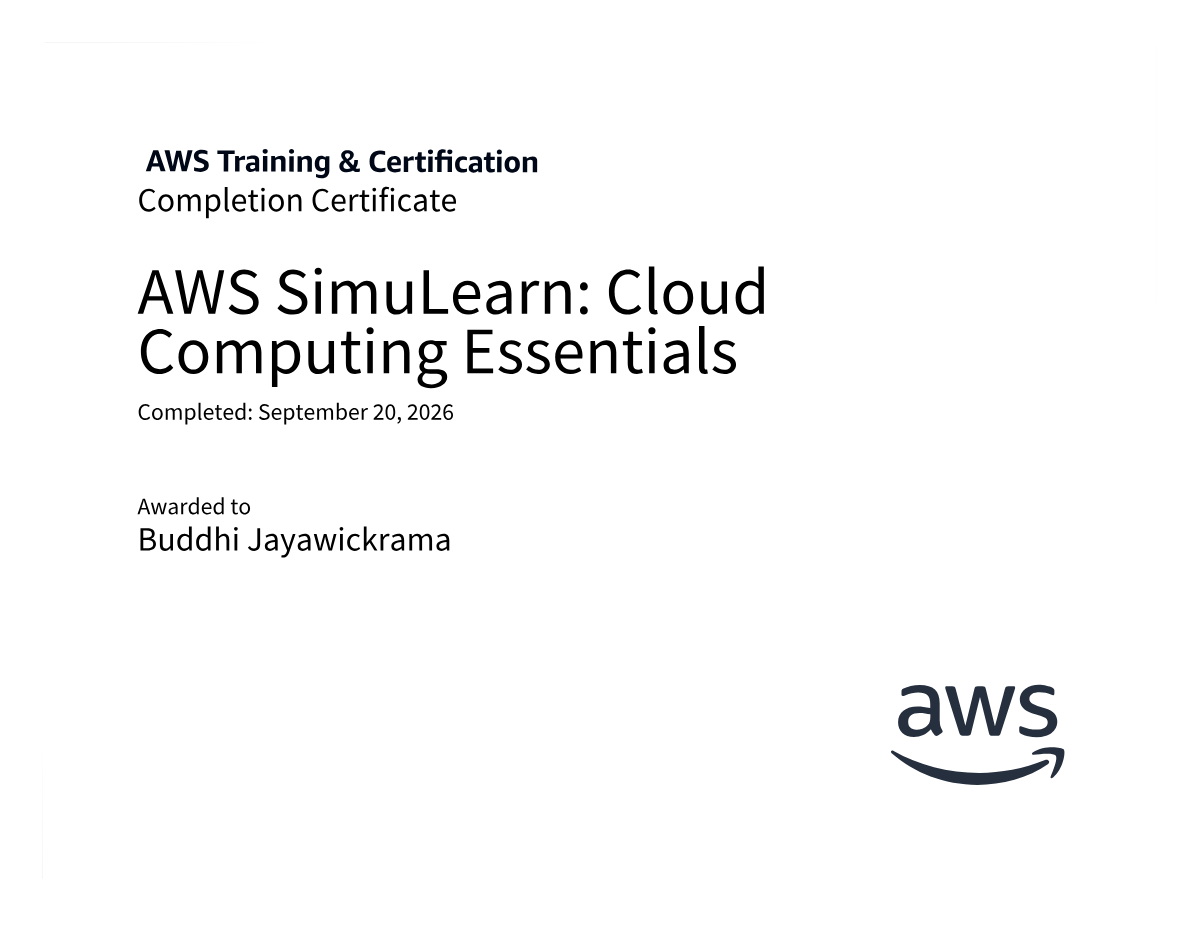 AWS Training & Certification
Completion Certificate
AWS SimuLearn: Cloud
Computing Essentials
Completed: September 20, 2026
Awarded to
Buddhi Jayawickrama
aws